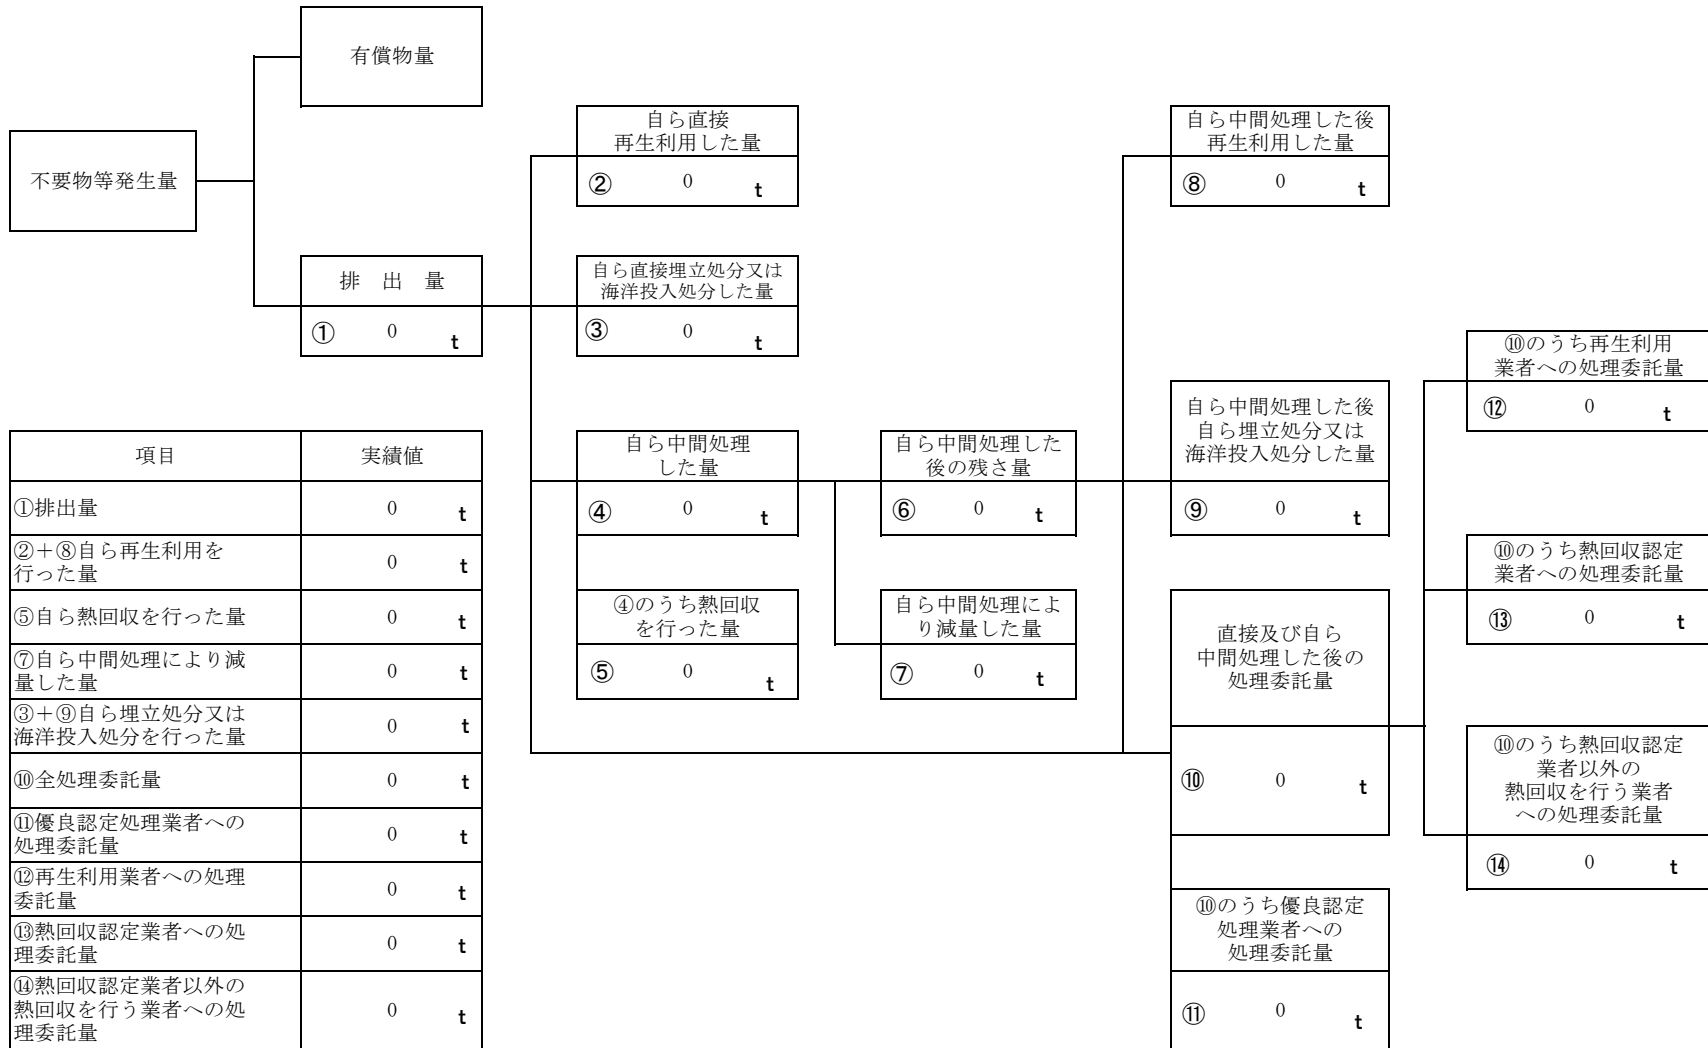 有償物量
不要物等発生量
排　出　量
① 0 t
自ら直接
再生利用した量
② 0 t
自ら直接埋立処分又は
海洋投入処分した量
③ 0 t
自ら中間処理
した量
④ 0 t
④のうち熱回収
を行った量
⑤ 0 t
自ら中間処理した
後の残さ量
⑥ 0 t
自ら中間処理によ
り減量した量
⑦ 0 t
自ら中間処理した後
再生利用した量
⑧ 0 t
自ら中間処理した後
自ら埋立処分又は
海洋投入処分した量
⑨ 0 t
直接及び自ら
中間処理した後の
処理委託量
⑩ 0 t
⑩のうち優良認定
処理業者への
処理委託量
⑪ 0 t
⑩のうち再生利用
業者への処理委託量
⑫ 0 t
⑩のうち熱回収認定
業者への処理委託量
⑬ 0 t
⑩のうち熱回収認定
業者以外の
熱回収を行う業者
への処理委託量
⑭ 0 t
項目 実績値
①排出量 0 t
②＋⑧自ら再生利用を
行った量 0 t
⑤自ら熱回収を行った量 0 t
⑦自ら中間処理により減
量した量 0 t
③＋⑨自ら埋立処分又は
海洋投入処分を行った量 0 t
⑩全処理委託量 0 t
⑪優良認定処理業者への
処理委託量 0 t
⑫再生利用業者への処理
委託量 0 t
⑬熱回収認定業者への処
理委託量 0 t
⑭熱回収認定業者以外の
熱回収を行う業者への処
理委託量 0 t